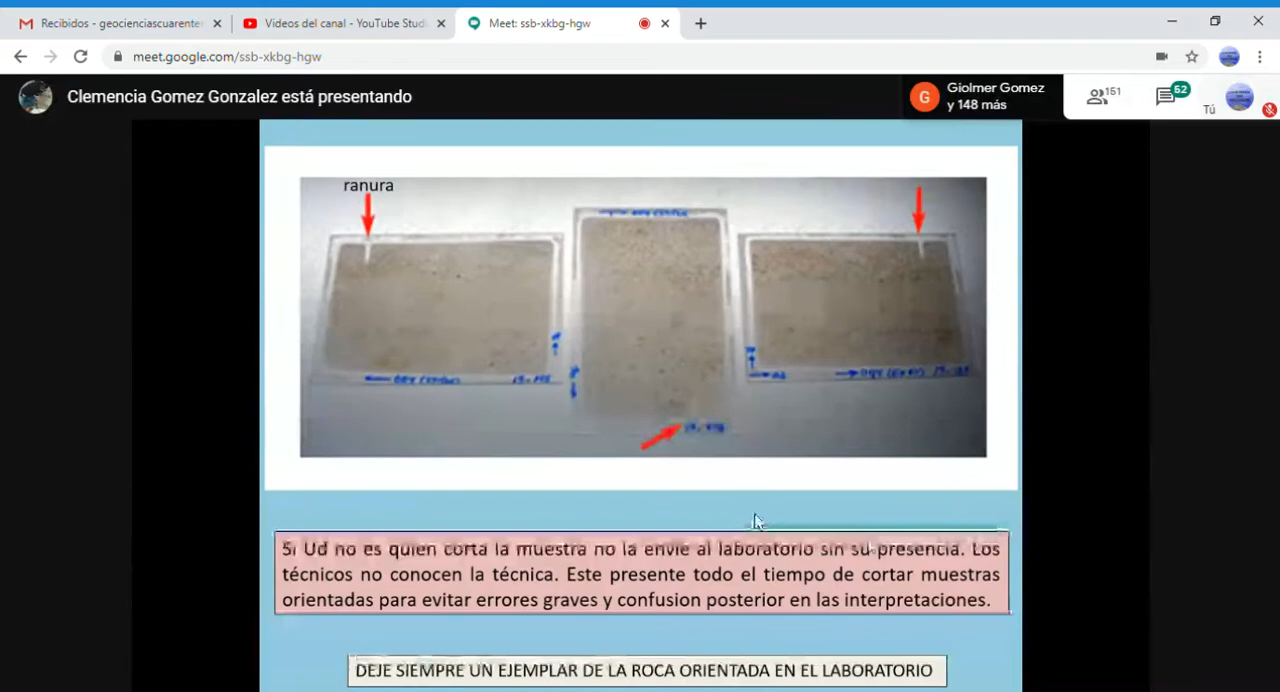 Recibidos - geocienciascuarente
Videos del canal - YouTube Studi
Meet: ssb-xkbg-hgw
meet.google.com/ssb-xkbg-hgw
Clemencia Gomez Gonzalez está presentando
G
Giolmer Gomez
y 148 más
151
62
Tú
ranura
5i Ud no es quien corta la muestra no la envie al laboratorio sin su presencia. Los
técnicos no conocen la técnica. Este presente todo el tiempo de cortar muestras
orientadas para evitar errores graves y confusion posterior en las interpretaciones.
DEJE SIEMPRE UN EJEMPLAR DE LA ROCA ORIENTADA EN EL LABORATORIO